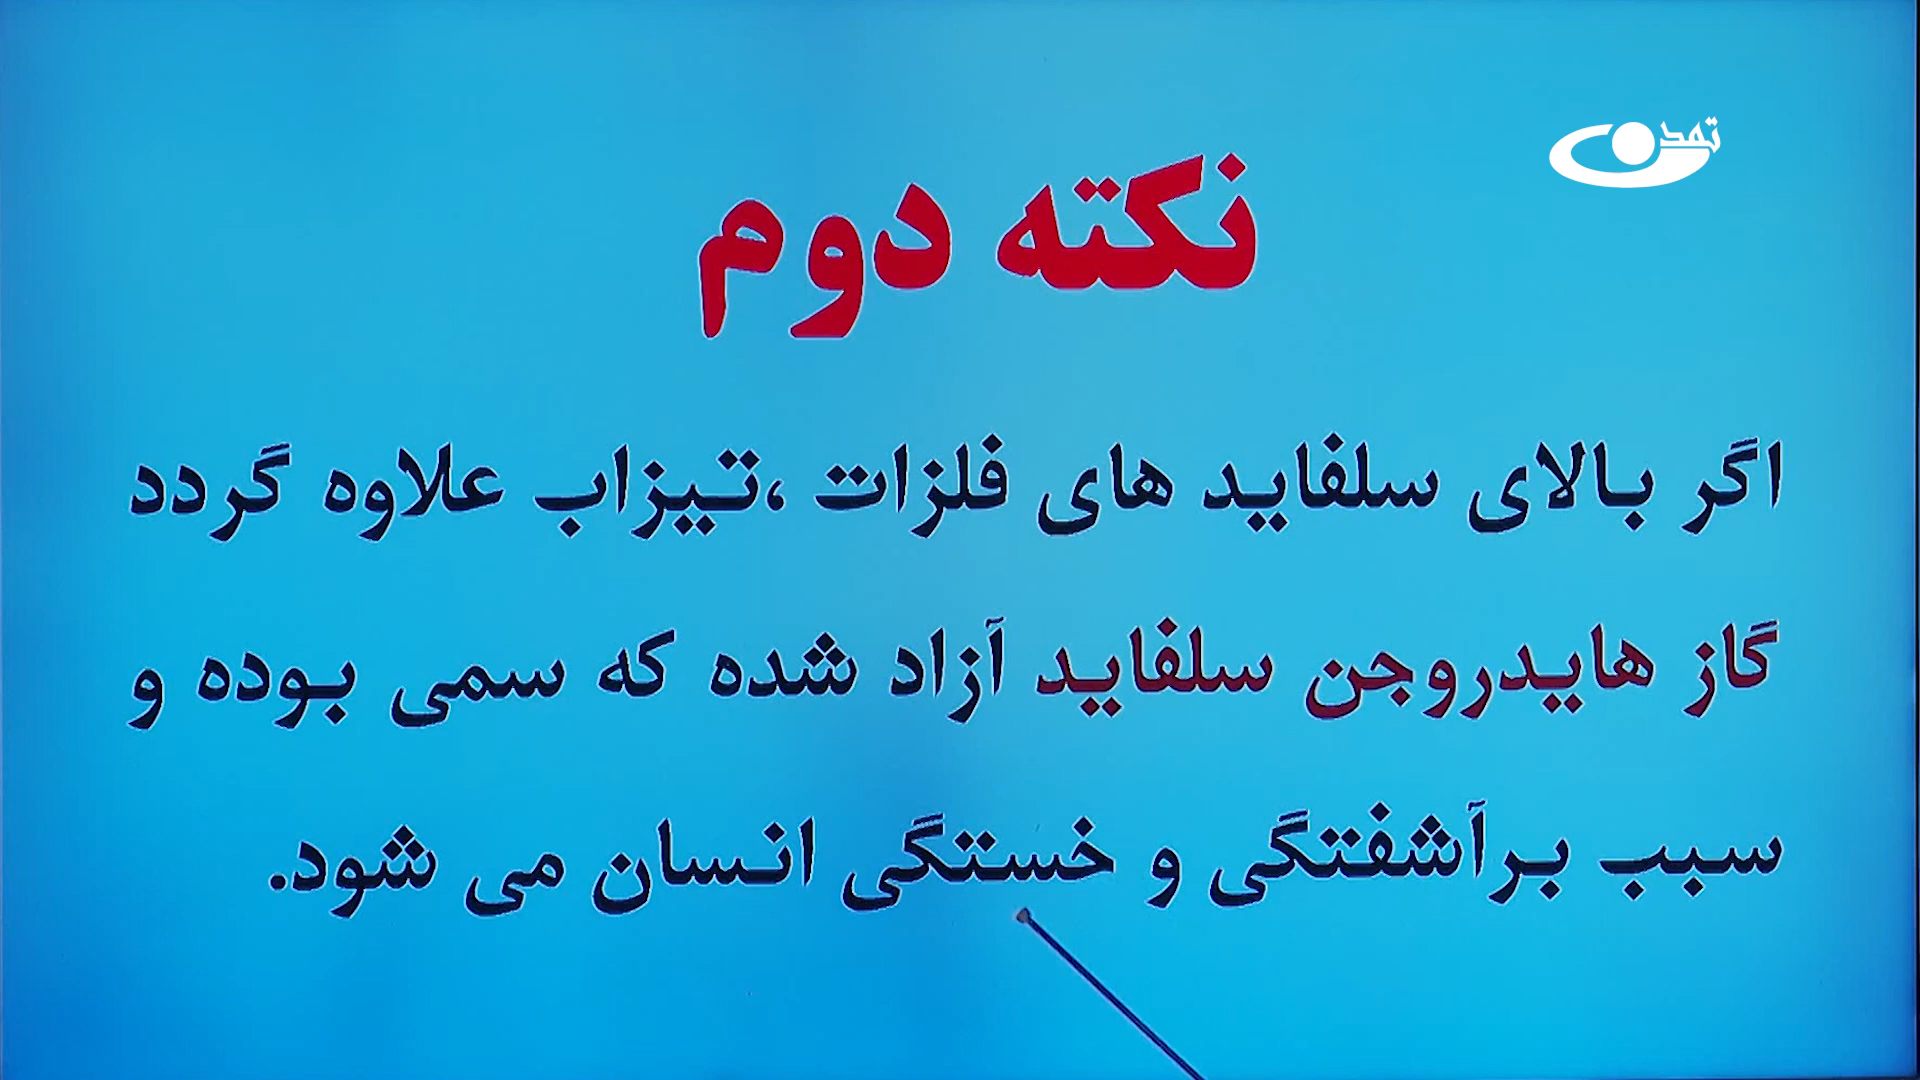 تمدن
نکته دوم
اگر بالای سلفاید های فلزات ،تیزاب علاوه گردد
گاز هایدروجن سلفاید آزاد شده که سمی بوده و
سبب برآشفتگی و خستگی انسان می شود.